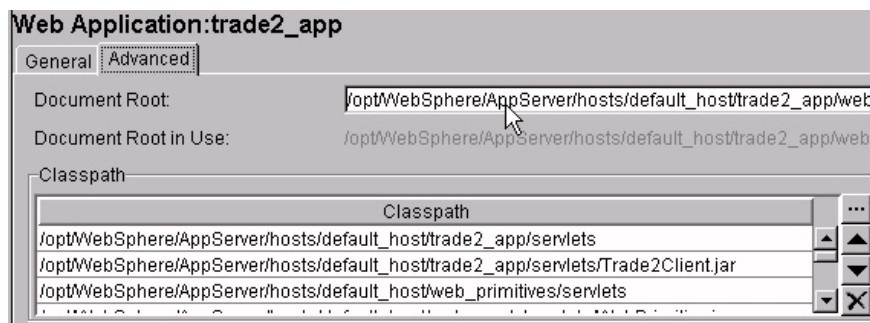 Web Application:trade2_app
General Advanced
Document Root: /opt/WebSphere/AppServer/hosts/default_host/trade2_app/web
Document Root in Use: /opt/WebSphere/AppServer/hosts/default_host/trade2_app/web
Classpath
Classpath
...
/opt/WebSphere/AppServer/hosts/default_host/trade2_app/servlets
/opt/WebSphere/AppServer/hosts/default_host/trade2_app/servlets/Trade2Client.jar
/opt/WebSphere/AppServer/hosts/default_host/web_primitives/servlets